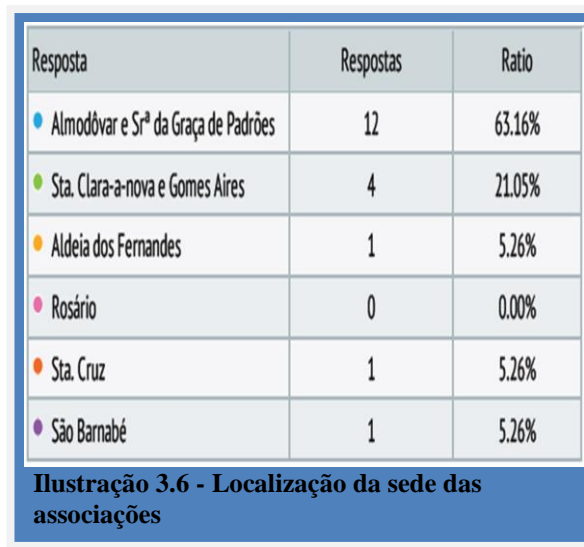 Resposta Respostas Ratio
Almodôvar e Srª da Graça de Padrões 12 63.16%
Sta. Clara-a-nova e Gomes Aires 4 21.05%
Aldeia dos Fernandes 1 5.26%
Rosário 0 0.00%
Sta. Cruz 1 5.26%
São Barnabé 1 5.26%
Ilustração 3.6 - Localização da sede das
associações